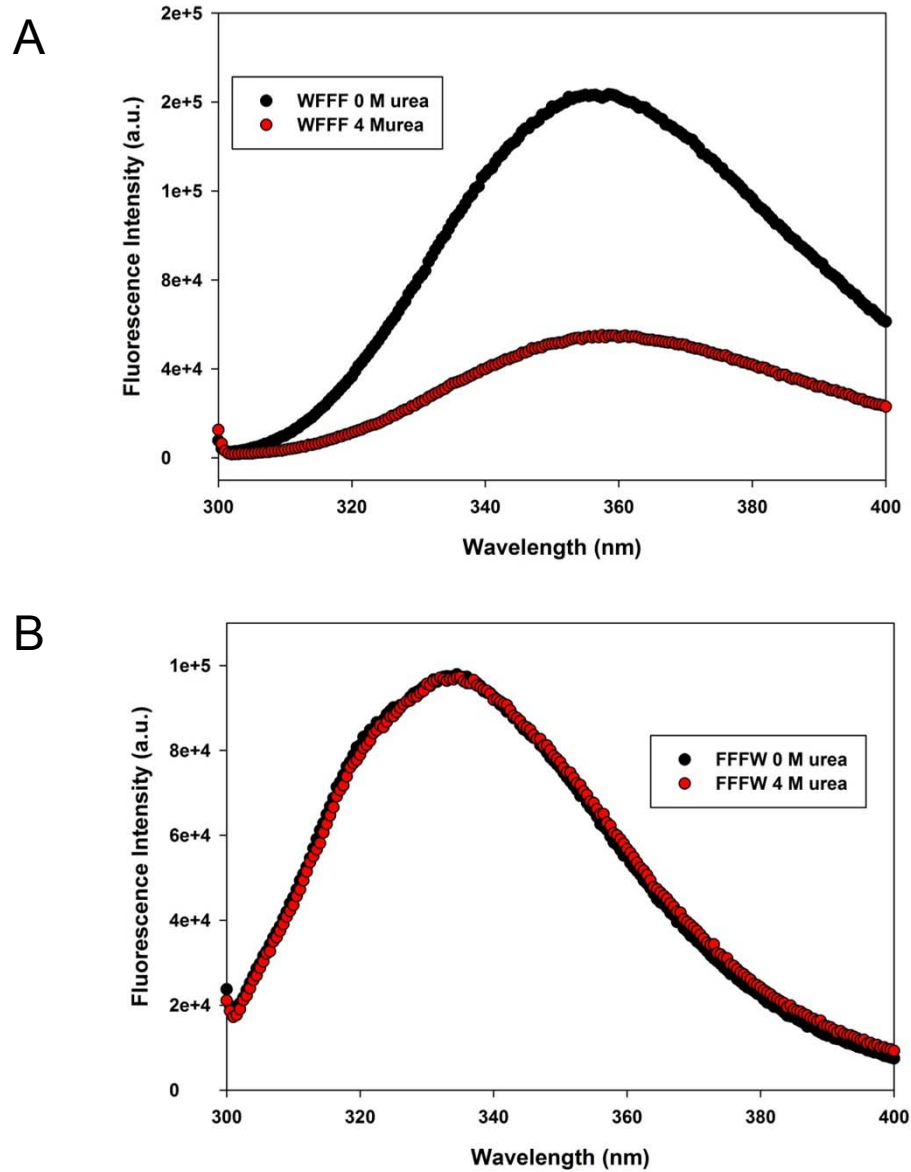 A
2e+5
2e+5
1e+5
8e+4
4e+4
0
Fluorescence Intensity (a.u.)
WFFF 0 M urea
WFFF 4 Murea
300 320 340 360 380 400
Wavelength (nm)
B
1e+5
8e+4
6e+4
4e+4
2e+4
0
Fluorescence Intensity (a.u.)
FFFW 0 M urea
FFFW 4 M urea
300 320 340 360 380 400
Wavelength (nm)